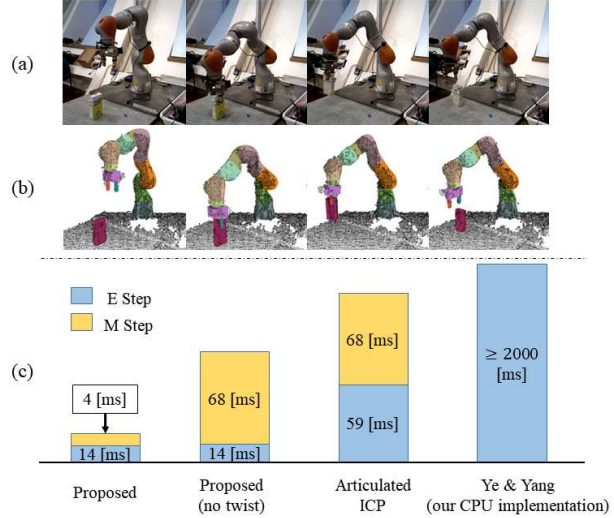 (a)
(b)
E Step
M Step
(c)
4 [ms]
14 [ms]
68 [ms]
14 [ms]
68 [ms]
59 [ms]
≥ 2000
[ms]
Proposed
Proposed
(no twist)
Articulated
ICP
Ye & Yang
(our CPU implementation)